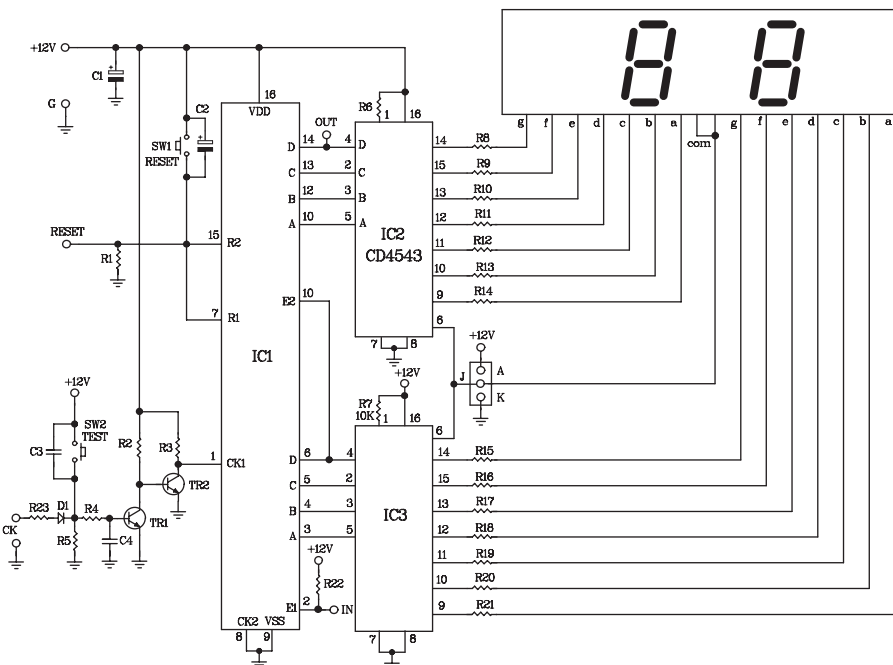 +12V
C1
G
C2
SW1
RESET
RESET
R1
16
VDD
D 14
C 13
B 12
A 10
15 R2
7 R1
E2 10
IC1
1 CK1
D 6
C 5
B 4
A 3
E1 2
CK2 VSS
8 9
OUT
R6
1 16
4 D
2 C
3 B
5 A
IC2
CD4543
14 R8
15 R9
13 R10
12 R11
11 R12
10 R13
9 R14
6
7 8
g f e d c b a com g f e d c b a
+12V
J A
K
+12V
R7
10K
1 16
6
4
2
3
5
IC3
14 R15
15 R16
13 R17
12 R18
11 R19
10 R20
9 R21
7 8
+12V
R22
IN
+12V
SW2
TEST
C3
R2 R3
TR2
TR1
CK
R23 D1 R4
R5 C4